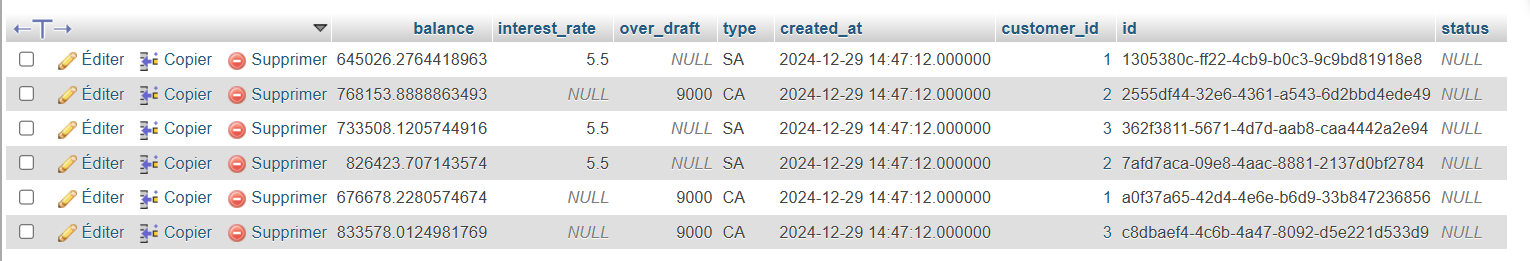 balance interest_rate over_draft type created_at customer_id id status
Éditer Copier Supprimer 645026.2764418963 5.5 NULL SA 2024-12-29 14:47:12.000000 1 1305380c-ff22-4cb9-b0c3-9c9bd81918e8 NULL
Éditer Copier Supprimer 768153.8888863493 NULL 9000 CA 2024-12-29 14:47:12.000000 2 2555df44-32e6-4361-a543-6d2bbd4ede49 NULL
Éditer Copier Supprimer 733508.1205744916 5.5 NULL SA 2024-12-29 14:47:12.000000 3 362f3811-5671-4d7d-aab8-caa4442a2e94 NULL
Éditer Copier Supprimer 826423.707143574 5.5 NULL SA 2024-12-29 14:47:12.000000 2 7afd7aca-09e8-4aac-8881-2137d0bf2784 NULL
Éditer Copier Supprimer 676678.2280574674 NULL 9000 CA 2024-12-29 14:47:12.000000 1 a0f37a65-42d4-4e6e-b6d9-33b847236856 NULL
Éditer Copier Supprimer 833578.0124981769 NULL 9000 CA 2024-12-29 14:47:12.000000 3 c8dbaef4-4c6b-4a47-8092-d5e221d533d9 NULL